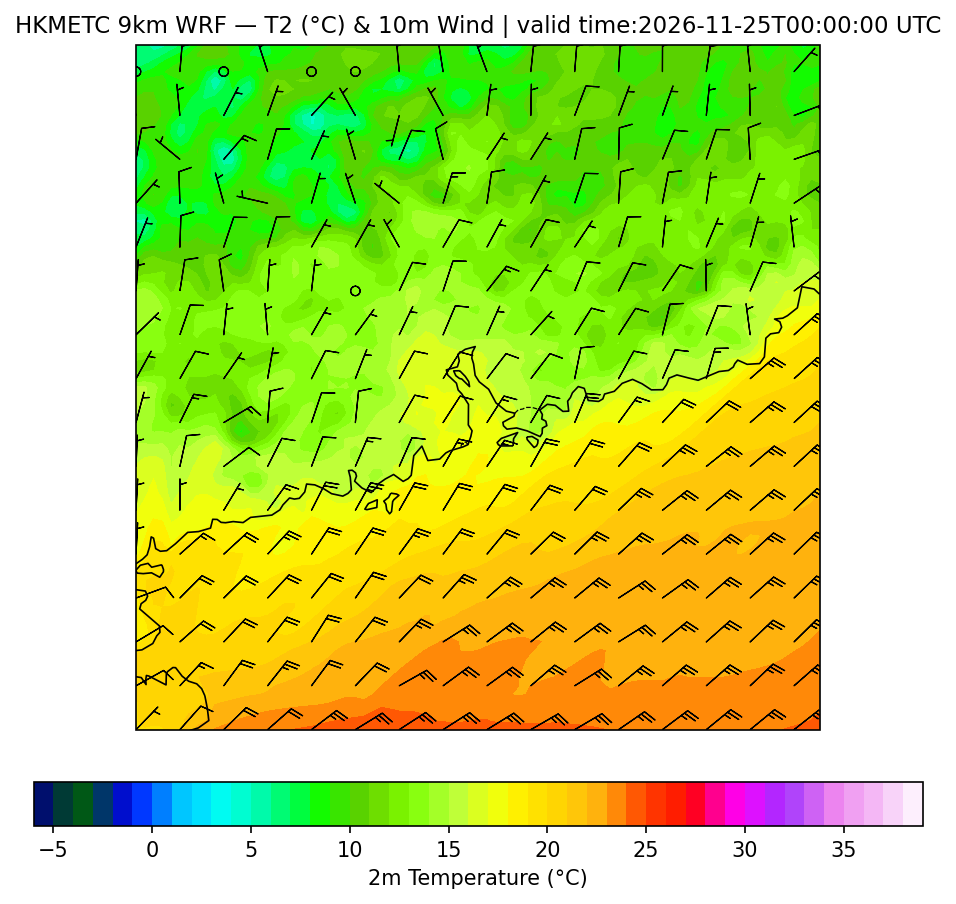 HKMETC 9km WRF — T2 (°C) & 10m Wind | valid time:2026-11-25T00:00:00 UTC
−5 0 5 10 15 20 25 30 35
2m Temperature (°C)